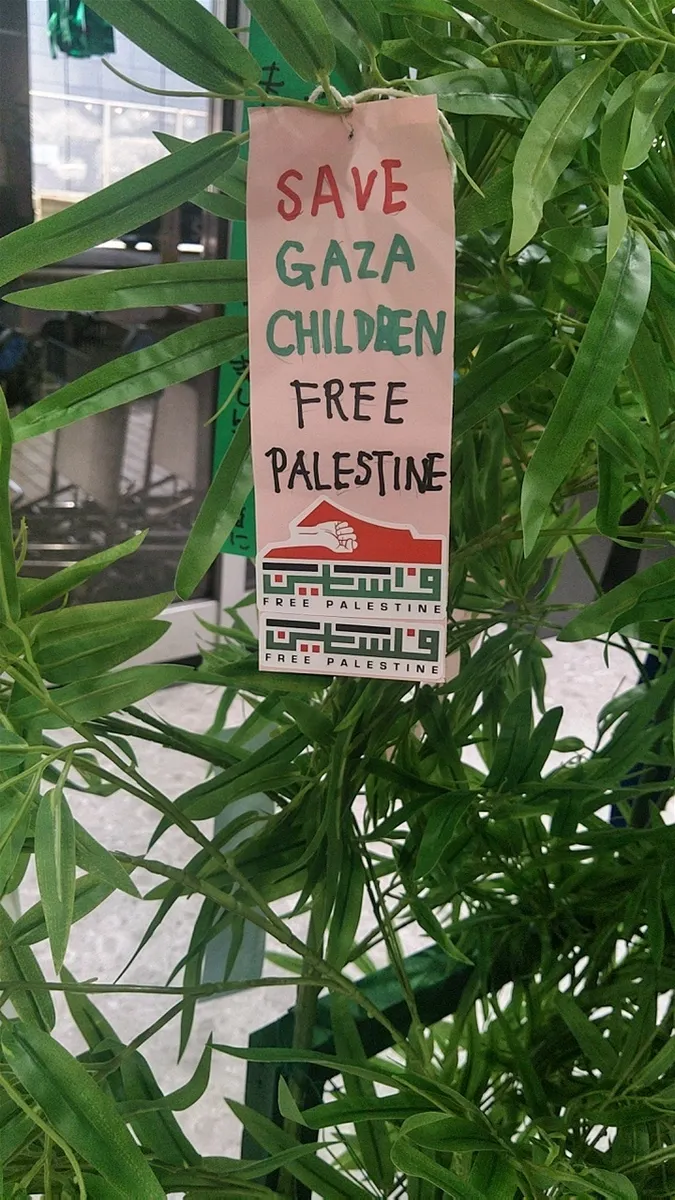 SAVE
GAZA
CHILDREN
FREE
PALESTINE
فلسطين
FREE PALESTINE
فلسطين
FREE PALESTINE